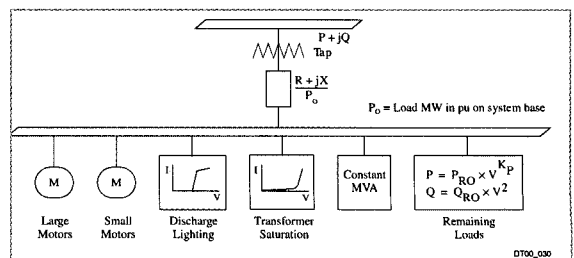 P + jQ
Tap
R + jX
P_o
P_o = Load MW in pu on system base
M
M
I
V
I
V
Constant
MVA
P = P_RO × V^K_P
Q = Q_RO × V^2
Large
Motors
Small
Motors
Discharge
Lighting
Transformer
Saturation
Remaining
Loads
DT00_030